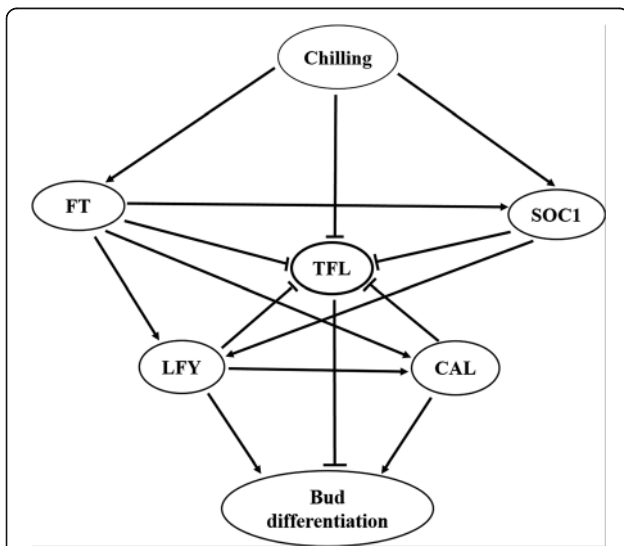 Chilling
FT
SOC1
TFL
LFY
CAL
Bud
differentiation